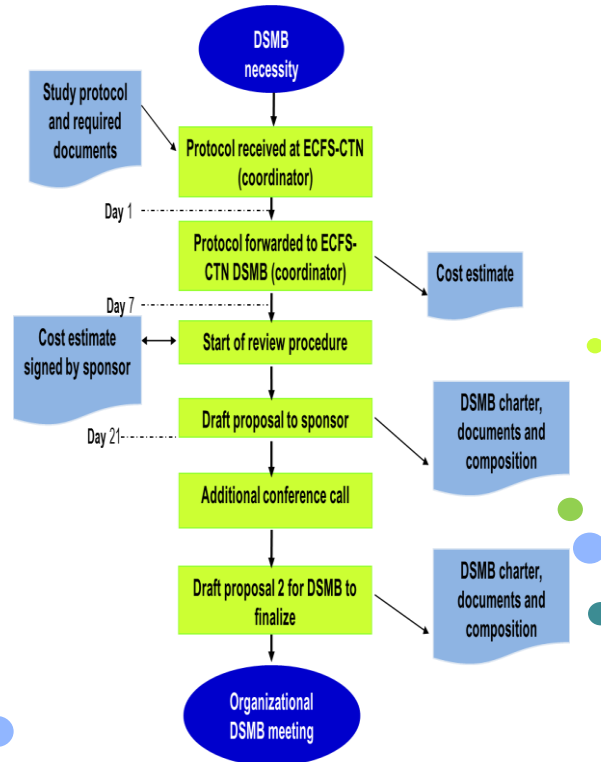 DSMB
necessity
Study protocol
and required
documents
Protocol received at ECFS-CTN
(coordinator)
Day 1
Protocol forwarded to ECFS-
CTN DSMB (coordinator)
Cost estimate
Day 7
Cost estimate
signed by sponsor
Start of review procedure
Draft proposal to sponsor
Day 21
DSMB charter,
documents and
composition
Additional conference call
Draft proposal 2 for DSMB to
finalize
DSMB charter,
documents and
composition
Organizational
DSMB meeting